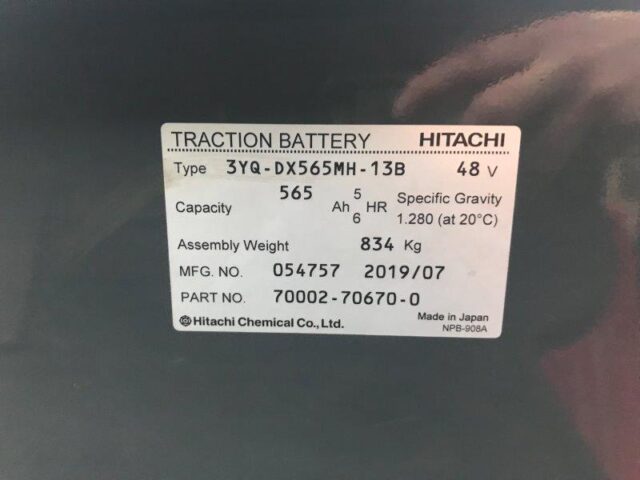 TRACTION BATTERY HITACHI
Type 3YQ-DX565MH-13B 48 V
Capacity 565 Ah 5 HR Specific Gravity
6 1.280 (at 20°C)
Assembly Weight 834 Kg
MFG. NO. 054757 2019/07
PART NO. 70002-70670-0
Hitachi Chemical Co., Ltd. Made in Japan
NPB-908A